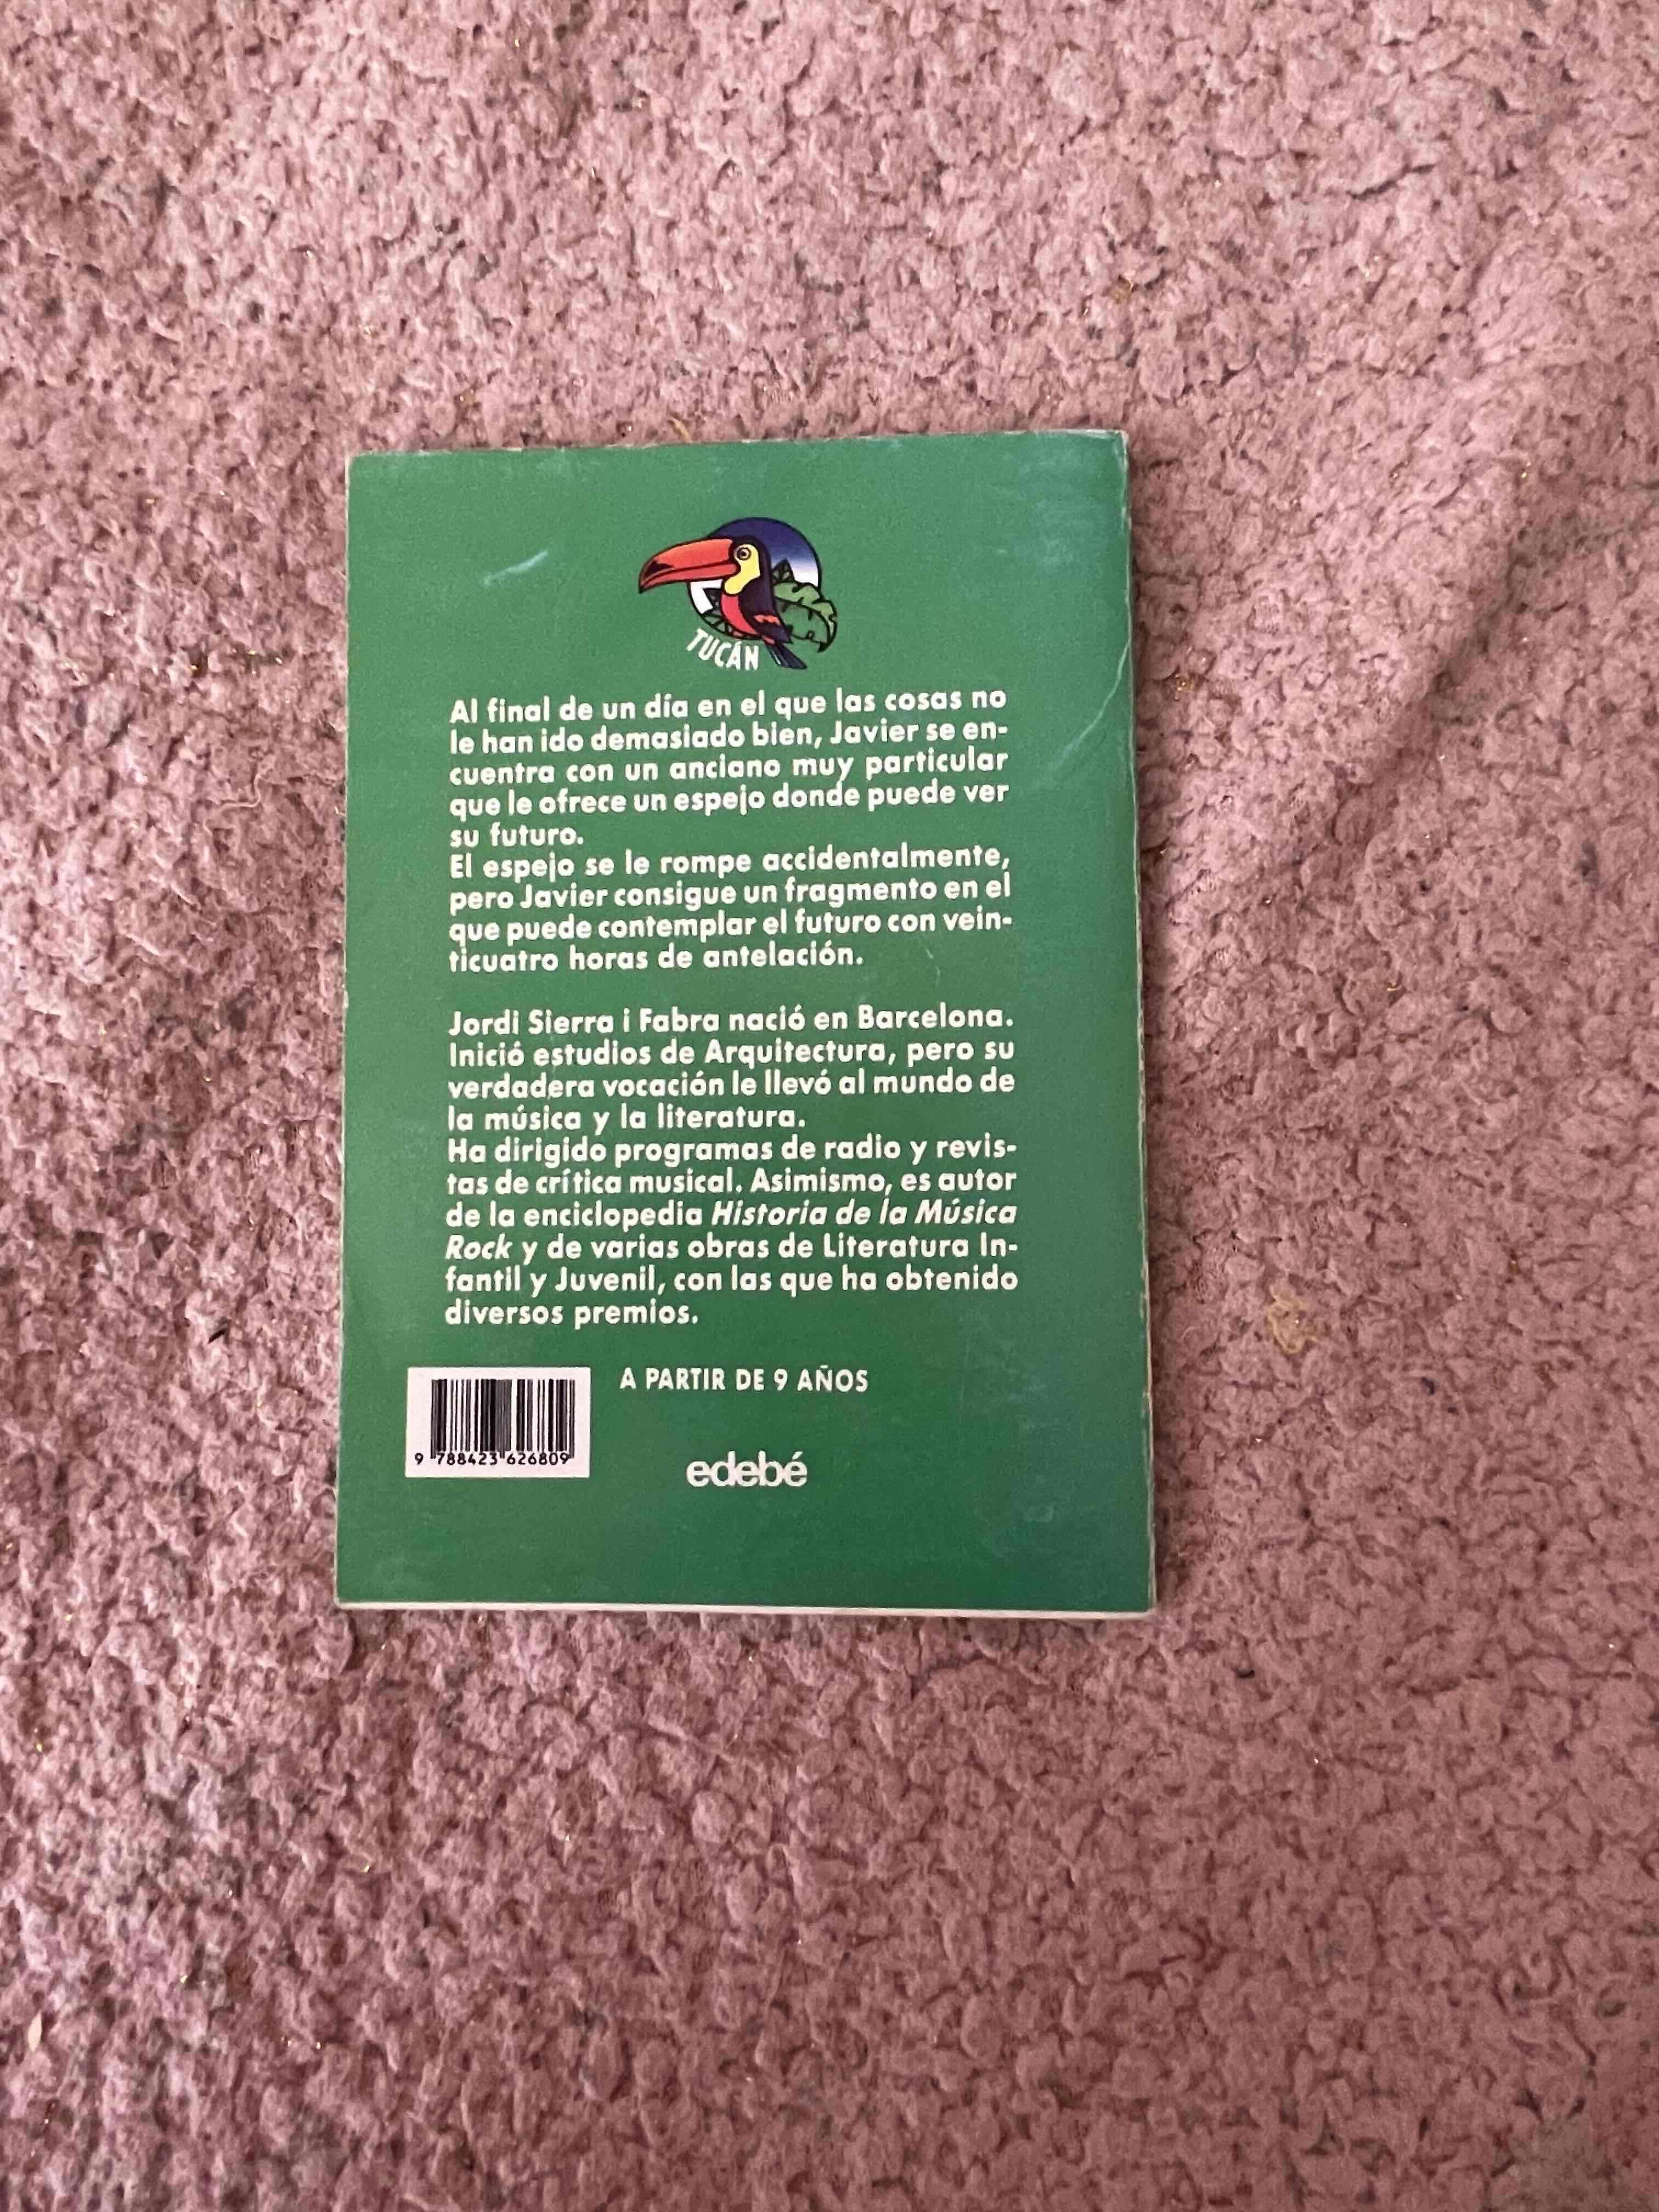 TUCÁN
Al final de un día en el que las cosas no
le han ido demasiado bien, Javier se en-
cuentra con un anciano muy particular
que le ofrece un espejo donde puede ver
su futuro.
El espejo se le rompe accidentalmente,
pero Javier consigue un fragmento en el
que puede contemplar el futuro con vein-
ticuatro horas de antelación.
Jordi Sierra i Fabra nació en Barcelona.
Inició estudios de Arquitectura, pero su
verdadera vocación le llevó al mundo de
la música y la literatura.
Ha dirigido programas de radio y revis-
tas de crítica musical. Asimismo, es autor
de la enciclopedia Historia de la Música
Rock y de varias obras de Literatura In-
fantil y Juvenil, con las que ha obtenido
diversos premios.
A PARTIR DE 9 AÑOS
9 788423 626809
edebé